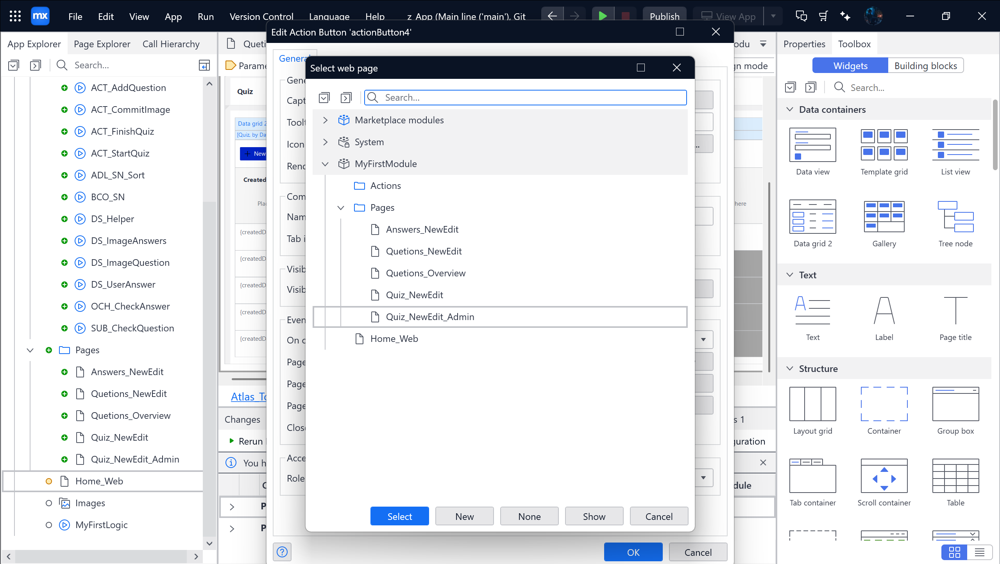 mx
File
Edit
View
App
Run
Version Control
Language
Help
z App (Main line ('main'), Git
Publish
View App
App Explorer
Page Explorer
Call Hierarchy
Search...
ACT_AddQuestion
ACT_CommitImage
ACT_FinishQuiz
ACT_StartQuiz
ADL_SN_Sort
BCO_SN
DS_Helper
DS_ImageAnswers
DS_ImageQuestion
DS_UserAnswer
OCH_CheckAnswer
SUB_CheckQuestion
Pages
Answers_NewEdit
Quetions_NewEdit
Quetions_Overview
Quiz_NewEdit
Quiz_NewEdit_Admin
Home_Web
Images
MyFirstLogic
Queti
Parame
Quiz
Data grid 2
[Quiz, by Da
New
Created
Plac
{createdD
{createdD
{createdD
{createdD
{createdD
Atlas_To
Changes
Rerun
You h
P
P
Edit Action Button 'actionButton4'
General
Gene
Capt
Toolt
Icon
Rend
Com
Nam
Tab i
Visib
Visib
Even
On c
Page
Page
Page
Close
Acce
Role
...
OK
Cancel
Select web page
Search...
Marketplace modules
System
MyFirstModule
Actions
Pages
Answers_NewEdit
Quetions_NewEdit
Quetions_Overview
Quiz_NewEdit
Quiz_NewEdit_Admin
Home_Web
Select
New
None
Show
Cancel
odu
gn mode
here
s 1
guration
dule
Properties
Toolbox
Widgets
Building blocks
Search...
Data containers
Data view
Template grid
List view
Data grid 2
Gallery
Tree node
Text
Text
Label
Page title
Structure
Layout grid
Container
Group box
Tab container
Scroll container
Table